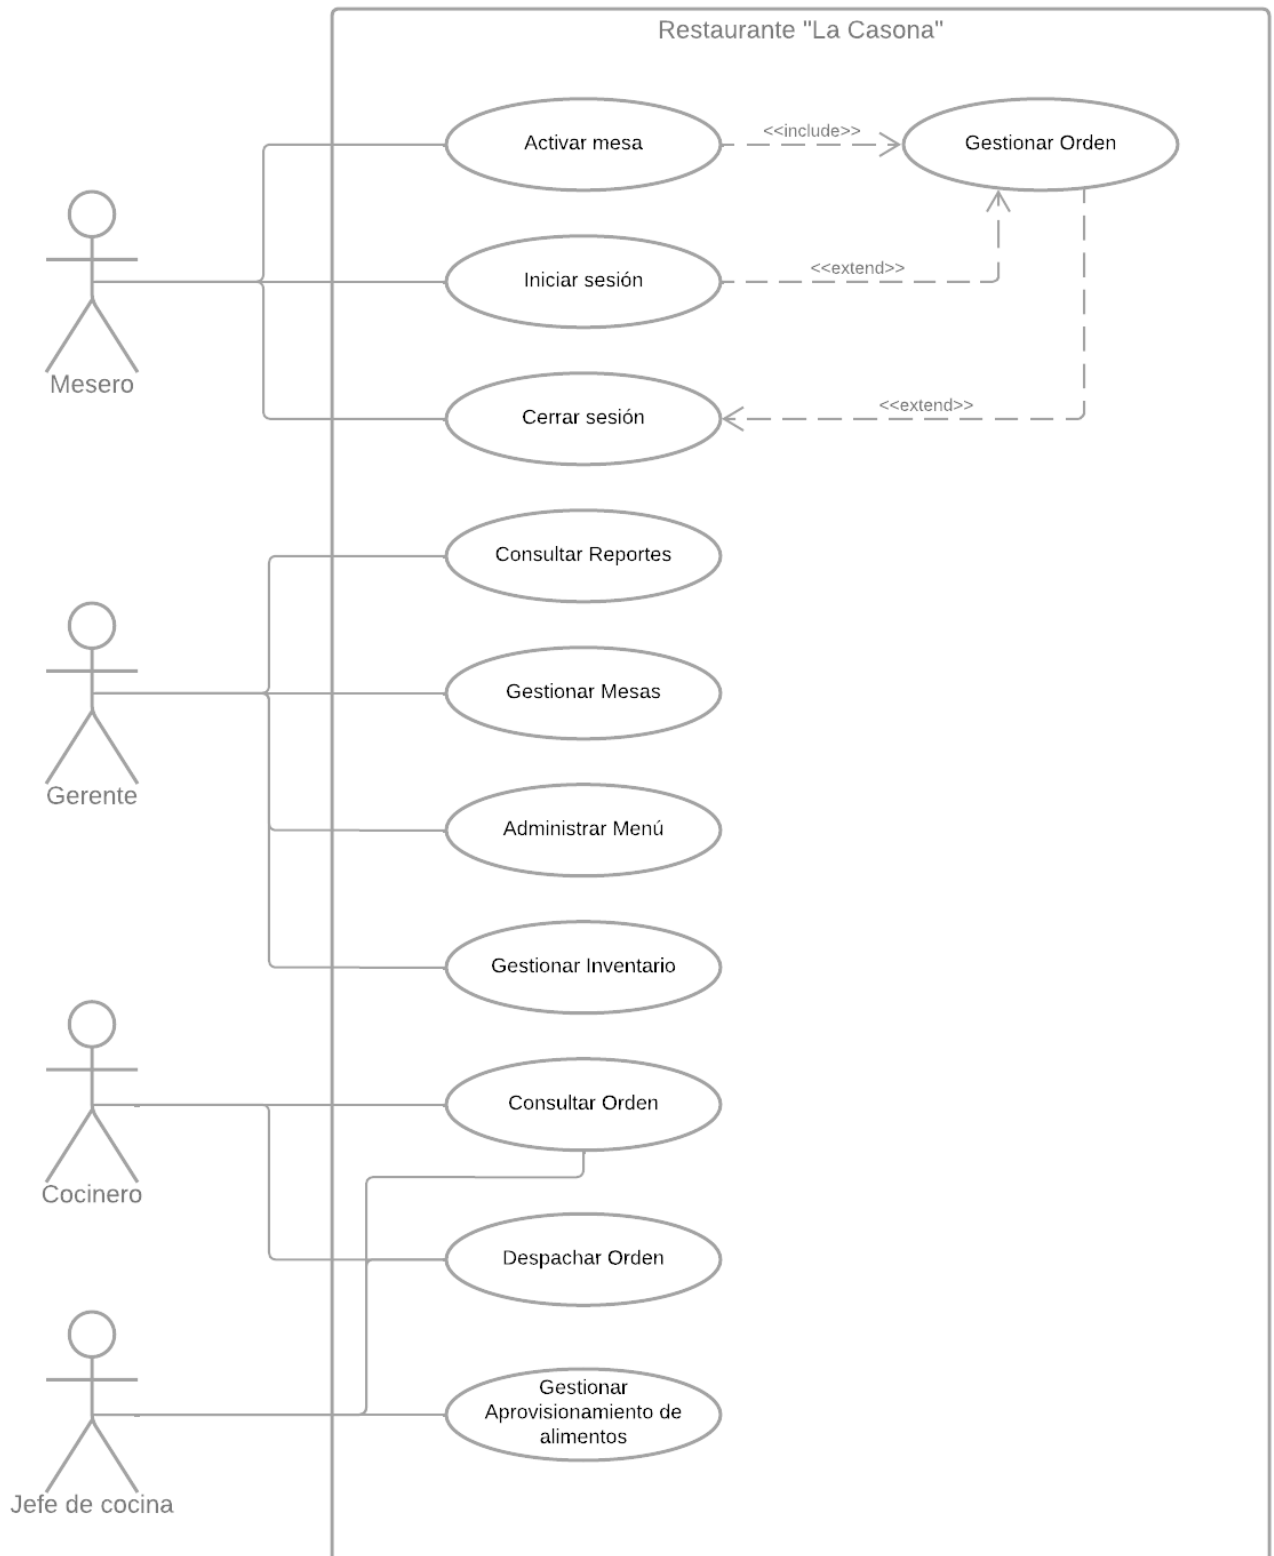 Restaurante "La Casona"
Activar mesa
<<include>>
Gestionar Orden
Iniciar sesión
<<extend>>
Mesero
Cerrar sesión
<<extend>>
Consultar Reportes
Gestionar Mesas
Gerente
Administrar Menú
Gestionar Inventario
Consultar Orden
Cocinero
Despachar Orden
Gestionar
Aprovisionamiento de
alimentos
Jefe de cocina